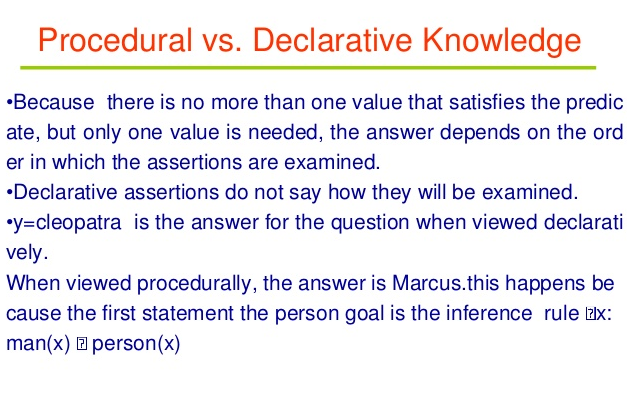 Procedural vs. Declarative Knowledge
•Because  there is no more than one value that satisfies the predic
ate, but only one value is needed, the answer depends on the ord
er in which the assertions are examined.
•Declarative assertions do not say how they will be examined.
•y=cleopatra  is the answer for the question when viewed declarati
vely.
When viewed procedurally, the answer is Marcus.this happens be
cause the first statement the person goal is the inference  rule ⍰x:
man(x) ⍰ person(x)